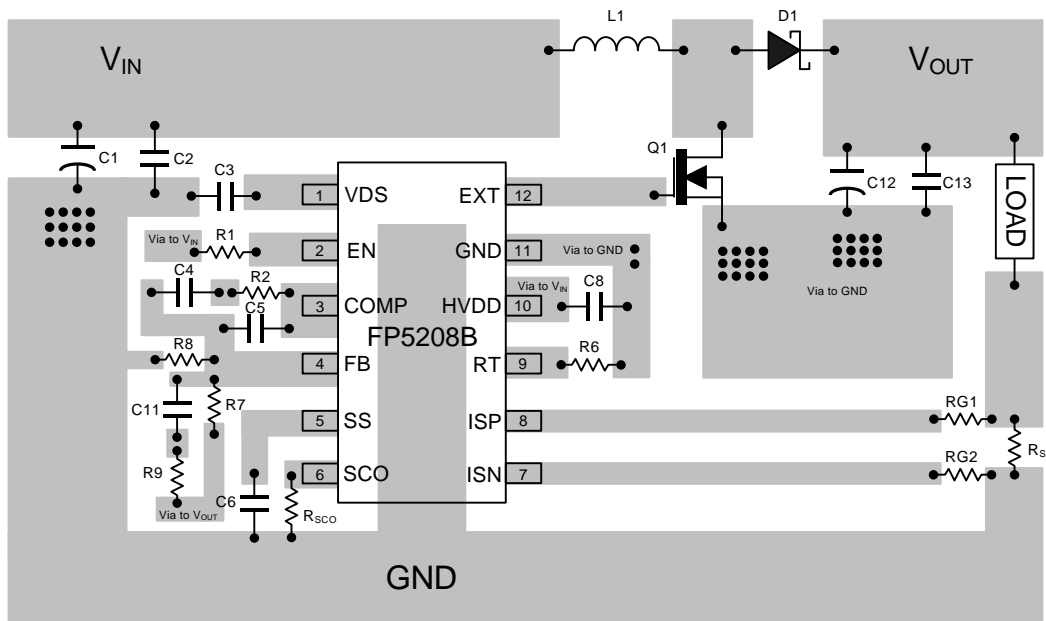 L1
D1
VIN
VOUT
C1
C2
C3
Q1
C12
C13
LOAD
1
VDS
EXT
12
Via to VIN
R1
2
EN
GND
11
Via to GND
C4
R2
Via to VIN
C8
Via to GND
3
COMP
HVDD
10
C5
FP5208B
R8
4
FB
RT
9
R6
C11
R7
RG1
5
SS
ISP
8
RS
R9
RG2
6
SCO
ISN
7
C6
RSCO
Via to VOUT
GND